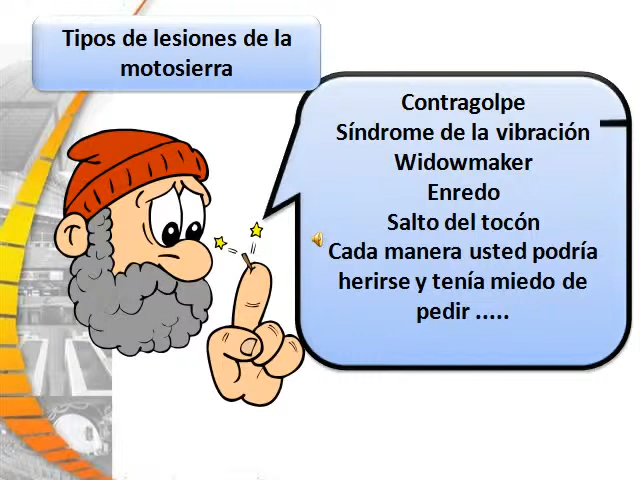 Tipos de lesiones de la
motosierra
Contragolpe
Síndrome de la vibración
Widowmaker
Enredo
Salto del tocón
Cada manera usted podría
herirse y tenía miedo de
pedir .....